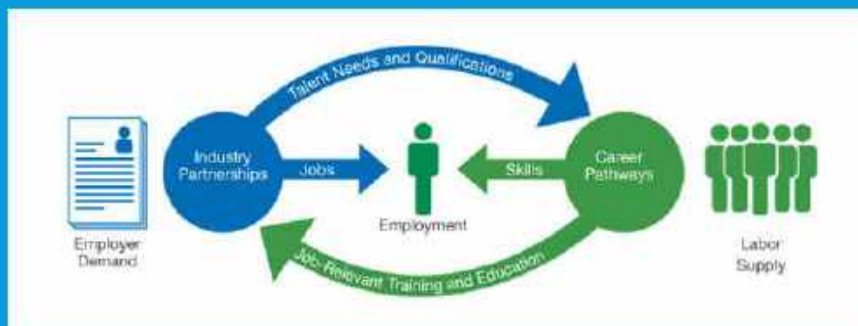 Talent Needs and Qualifications
Industry
Partnerships
Jobs
Skills
Career
Pathways
Employment
Employer
Demand
Labor
Supply
Job-Relevant Training and Education